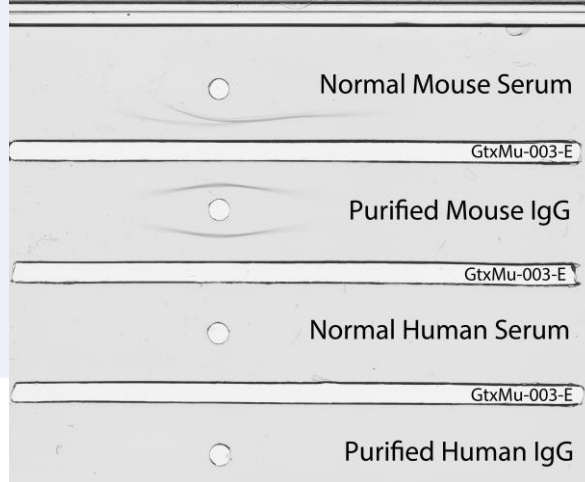 Normal Mouse Serum
GtxMu-003-E
Purified Mouse IgG
GtxMu-003-E
Normal Human Serum
GtxMu-003-E
Purified Human IgG